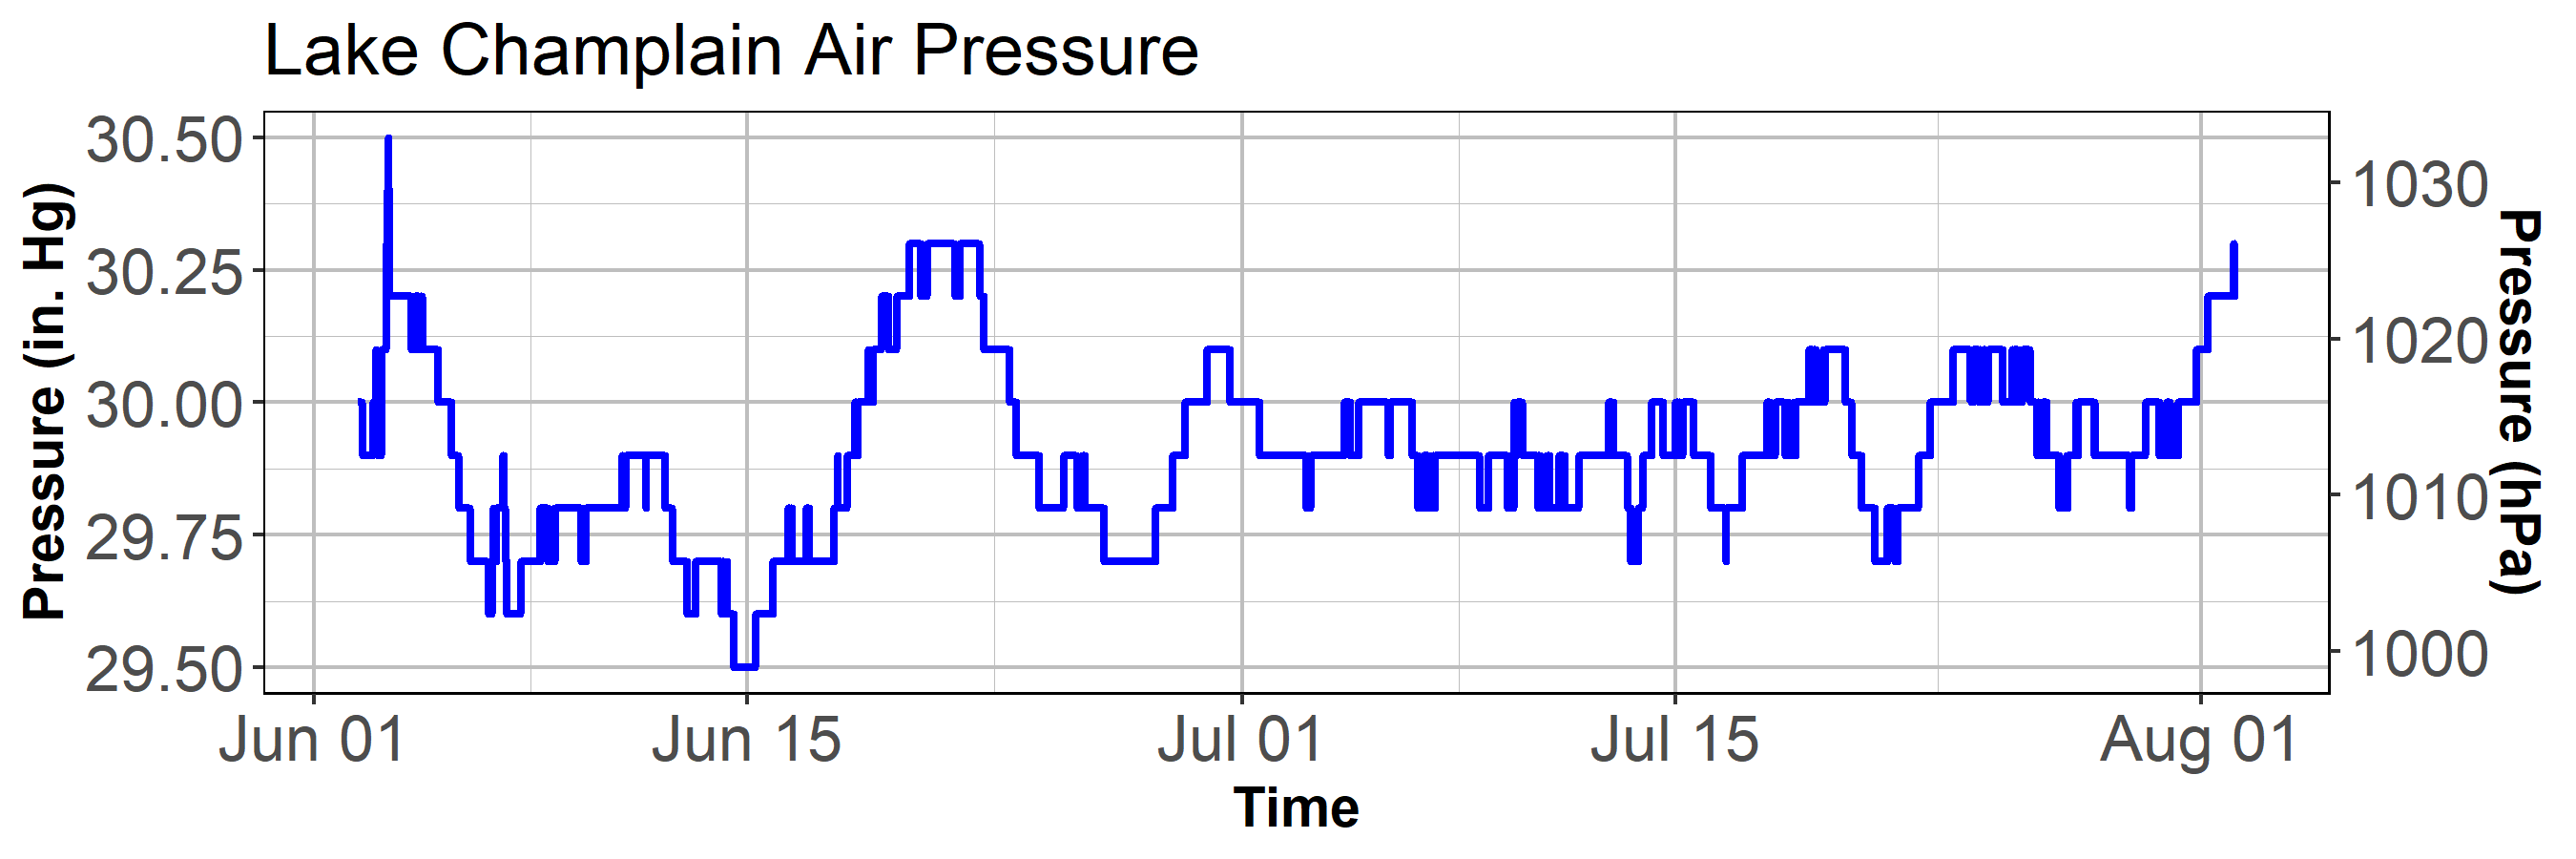 Lake Champlain Air Pressure
Pressure (in. Hg)
30.50
30.25
30.00
29.75
29.50
1030
1020
1010
1000
Pressure (hPa)
Jun 01 Jun 15 Jul 01 Jul 15 Aug 01
Time